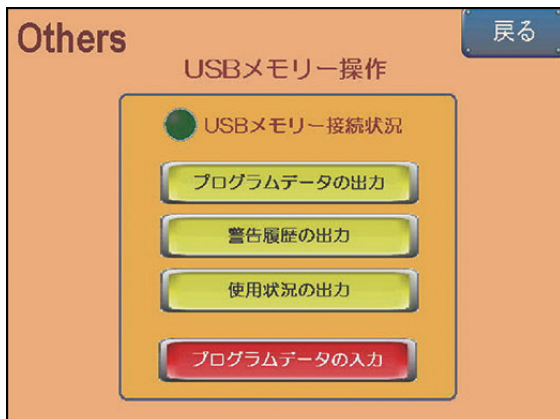 Others
戻る
USBメモリー操作
USBメモリー接続状況
プログラムデータの出力
警告履歴の出力
使用状況の出力
プログラムデータの入力